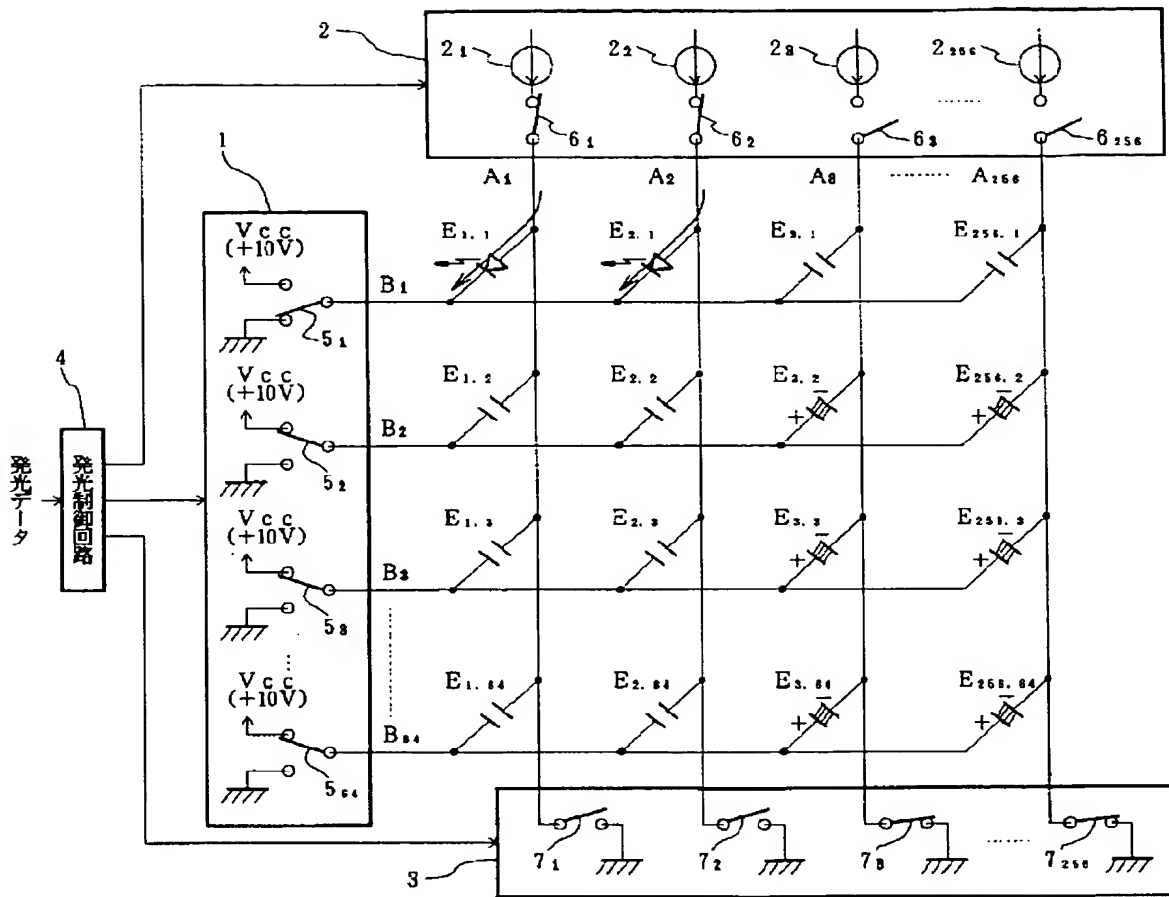 2
2₁
2₂
2₃
2₂₅₆
6₁
6₂
6₃
6₂₅₆
1
A₁
A₂
A₃
A₂₅₆
Vcc
(+10V)
E₁.₁
E₂.₁
E₃.₁
E₂₅₆.₁
B₁
5₁
4
Vcc
(+10V)
E₁.₂
E₂.₂
E₃.₂
E₂₅₆.₂
+ −
+ −
B₂
5₂
発光データ
発光制御回路
Vcc
(+10V)
E₁.₃
E₂.₃
E₃.₃
E₂₅₆.₃
+ −
+ −
B₃
5₃
Vcc
(+10V)
E₁.₆₄
E₂.₆₄
E₃.₆₄
E₂₅₆.₆₄
+ −
+ −
B₆₄
5₆₄
7₁
7₂
7₃
7₂₅₆
3